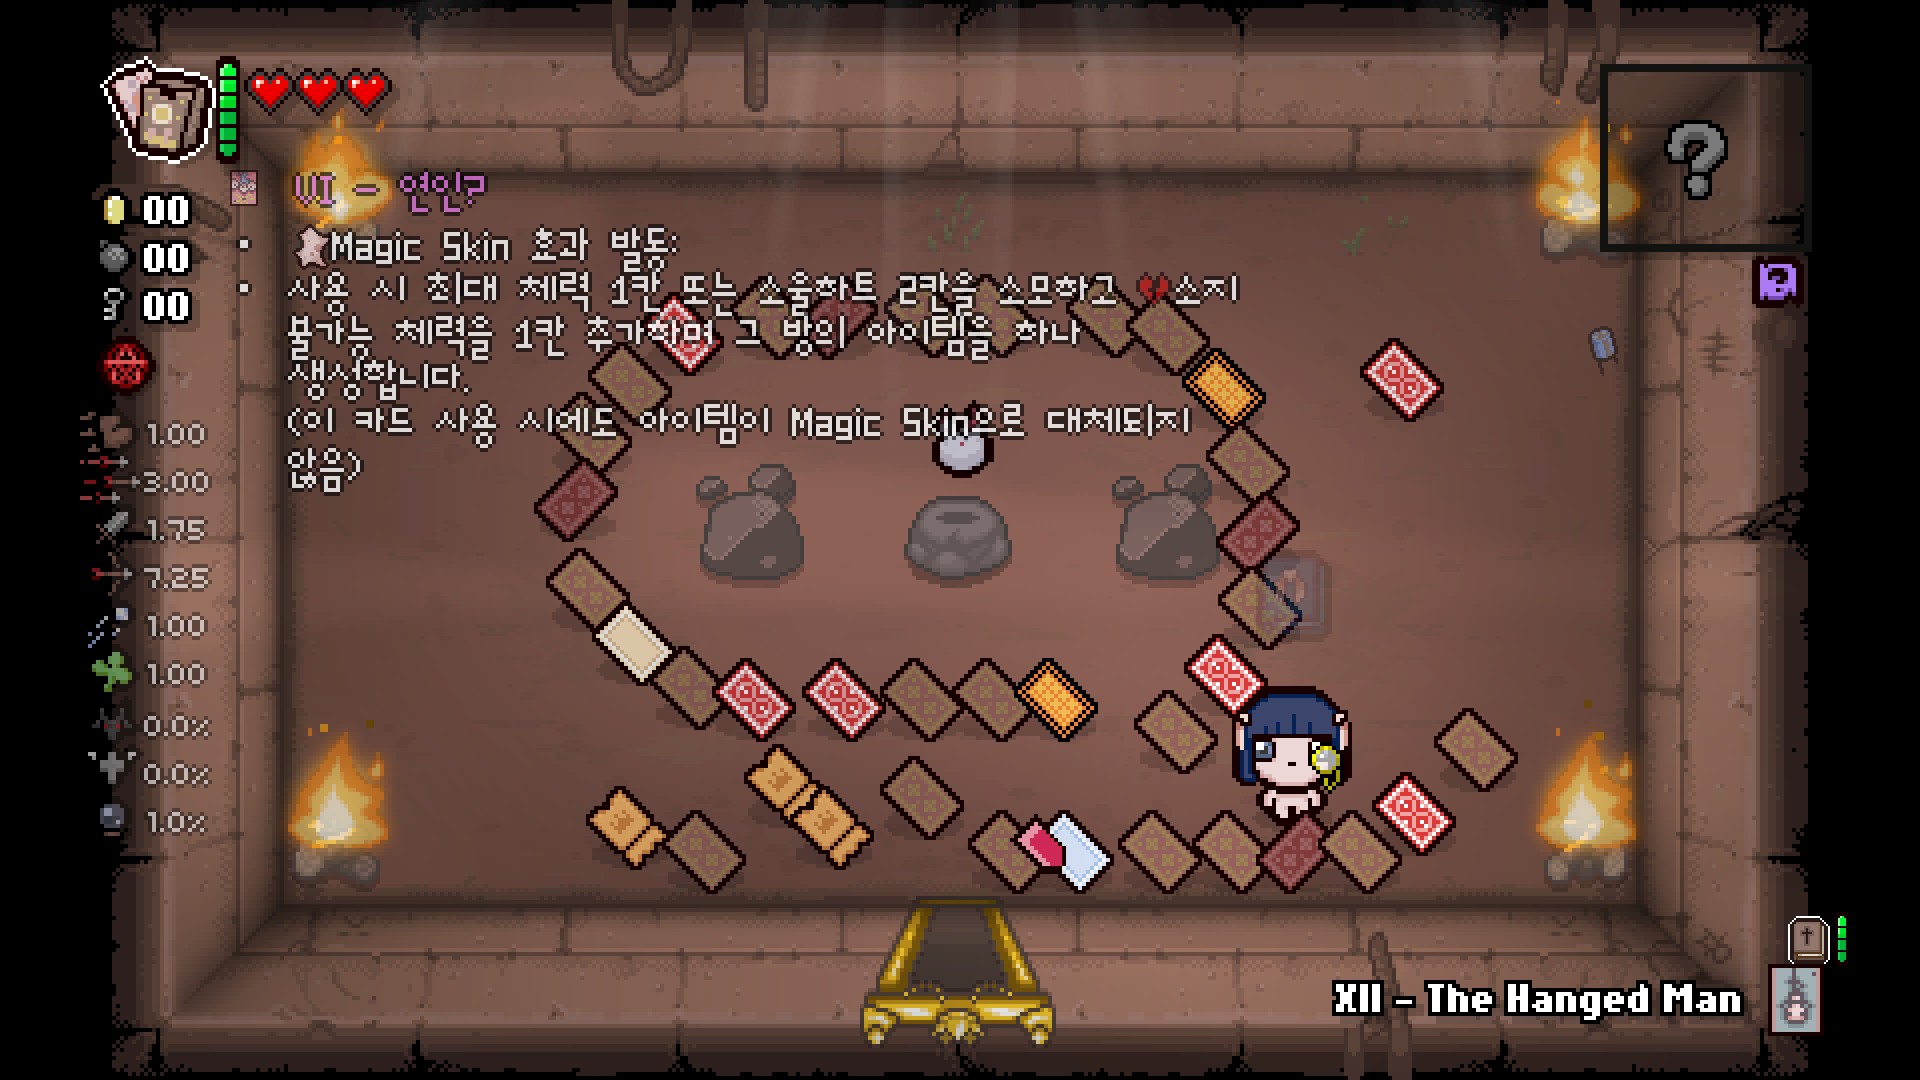 VI - 연인?
00
Magic Skin 효과 발동:
00
사용 시 최대 체력 1칸 또는 소울하트 2칸을 소모하고 소지
00
불가능 체력을 1칸 추가하며 그 방의 아이템을 하나
생성합니다.
(이 카드 사용 시에도 아이템이 Magic Skin으로 대체되지
1.00
않음)
3.00
1.75
7.25
1.00
1.00
0.0%
0.0%
1.0%
?
?
XII - The Hanged Man